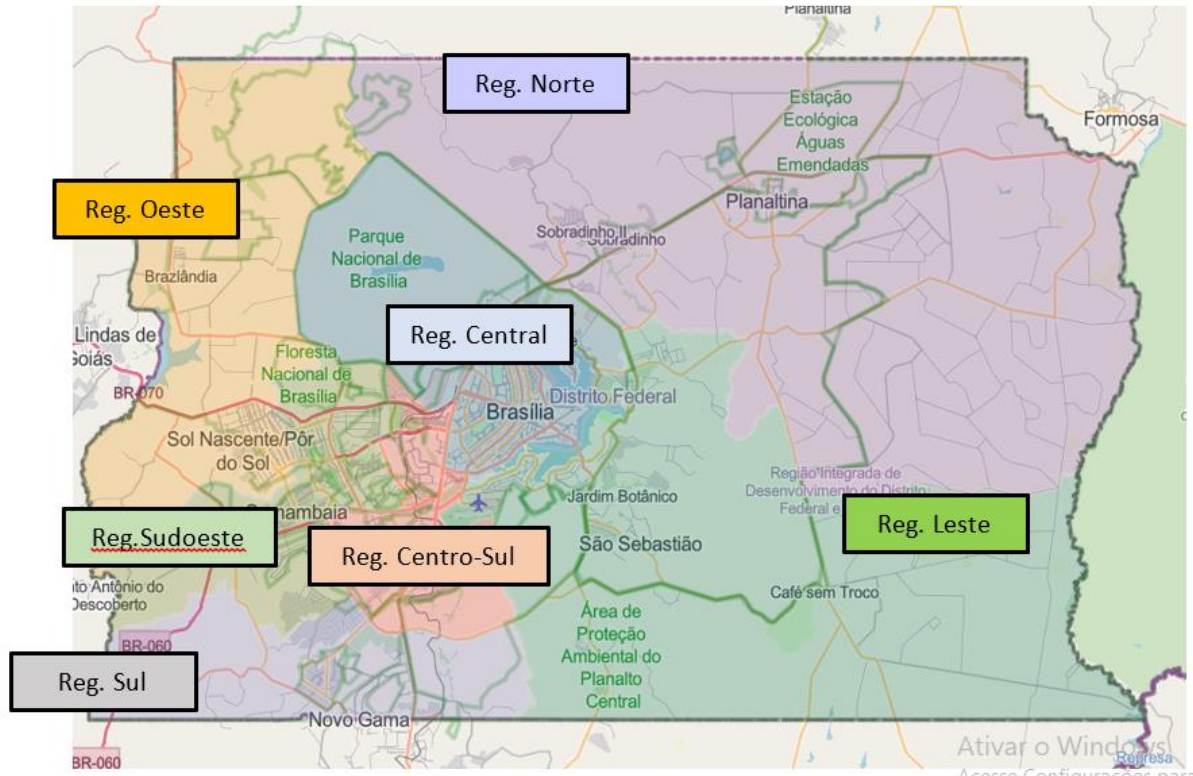 Planaltina
Reg. Norte
Estação
Ecológica
Águas
Emendadas
Formosa
Reg. Oeste
Planaltina
Sobradinho II
Sobradinho
Parque
Nacional de
Brasília
Brazlândia
Lindas de
Goiás
Reg. Central
Floresta
Nacional de
Brasília
BR-070
Brasília
Distrito Federal
Sol Nascente/Pôr
do Sol
Região Integrada de
Desenvolvimento do Distrito
Federal e
Jardim Botânico
Reg. Leste
Reg.Sudoeste
Reg. Centro-Sul
São Sebastião
Antônio do
Descoberto
Café sem Troco
Área de
Proteção
Ambiental do
Planalto
Central
BR-060
Reg. Sul
Novo Gama
BR-060
Ativar o Windows
Represa